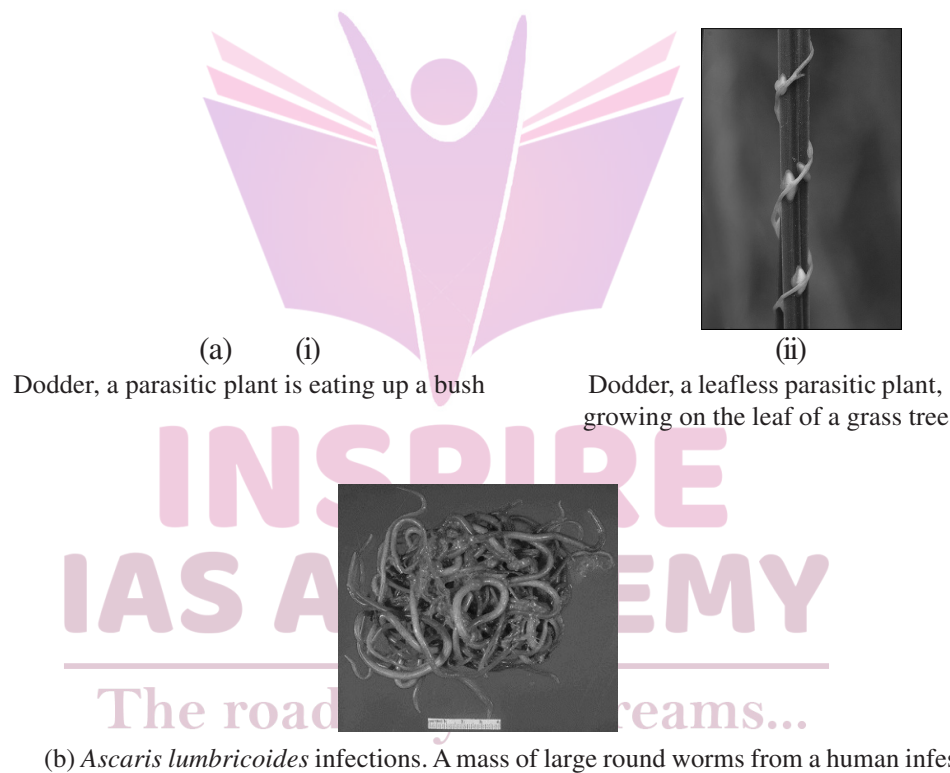 (a) (i)
(ii)
Dodder, a parasitic plant is eating up a bush
Dodder, a leafless parasitic plant,
growing on the leaf of a grass tree
INSPIRE
IAS A EMY
The road reams...
(b) Ascaris lumbricoides infections. A mass of large round worms from a human infe